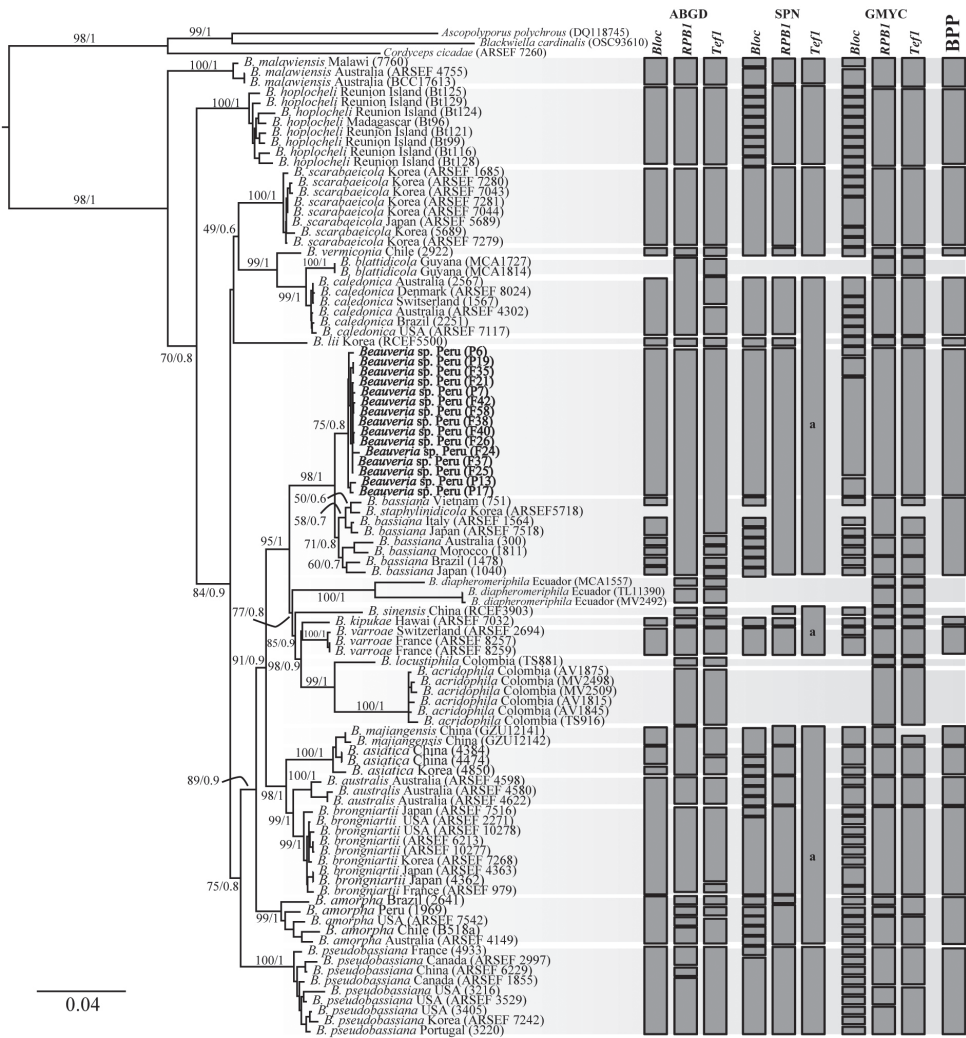 ABGD SPN GMYC BPP
Bloc RPB1 Tef1 Bloc RPB1 Tef1 Bloc RPB1 Tef1
98/1
99/1
Ascopolyporus polychrous (DQ118745)
Blackwiella cardinalis (OSC93610)
Cordyceps cicadae (ARSEF 7260)
100/1
B. malawiensis Malawi (7760)
B. malawiensis Australia (ARSEF 4755)
B. malawiensis Australia (BCC17613)
100/1
B. hoplocheli Reunion Island (Bt125)
B. hoplocheli Reunion Island (Bt129)
B. hoplocheli Reunion Island (Bt124)
B. hoplocheli Madagascar (Bt96)
B. hoplocheli Reunion Island (Bt121)
B. hoplocheli Reunion Island (Bt99)
B. hoplocheli Reunion Island (Bt116)
B. hoplocheli Reunion Island (Bt128)
98/1
100/1
B. scarabaeicola Korea (ARSEF 1685)
B. scarabaeicola Korea (ARSEF 7280)
B. scarabaeicola Korea (ARSEF 7043)
B. scarabaeicola Korea (ARSEF 7281)
B. scarabaeicola Korea (ARSEF 7044)
B. scarabaeicola Japan (ARSEF 5689)
B. scarabaeicola Korea (5689)
B. scarabaeicola Korea (ARSEF 7279)
49/0.6
99/1
B. vermiconia Chile (2922)
100/1
B. blattidicola Guyana (MCA1727)
B. blattidicola Guyana (MCA1814)
99/1
B. caledonica Australia (2567)
B. caledonica Denmark (ARSEF 8024)
B. caledonica Switserland (1567)
B. caledonica Australia (ARSEF 4302)
B. caledonica Brazil (2251)
B. caledonica USA (ARSEF 7117)
B. lii Korea (RCEF5500)
70/0.8
Beauveria sp. Peru (P6)
Beauveria sp. Peru (P19)
Beauveria sp. Peru (F35)
Beauveria sp. Peru (F21)
Beauveria sp. Peru (P7)
Beauveria sp. Peru (F42)
Beauveria sp. Peru (F58)
Beauveria sp. Peru (F38)
Beauveria sp. Peru (F40)
Beauveria sp. Peru (F26)
Beauveria sp. Peru (F24)
Beauveria sp. Peru (F37)
Beauveria sp. Peru (F25)
Beauveria sp. Peru (P13)
Beauveria sp. Peru (P17)
75/0.8
a
98/1
50/0.6
B. bassiana Vietnam (751)
B. staphylinidicola Korea (ARSEF5718)
58/0.7
B. bassiana Italy (ARSEF 1564)
B. bassiana Japan (ARSEF 7518)
71/0.8
B. bassiana Australia (300)
B. bassiana Morocco (1811)
60/0.7
B. bassiana Brazil (1478)
B. bassiana Japan (1040)
95/1
84/0.9
100/1
B. diapheromeriphila Ecuador (MCA1557)
B. diapheromeriphila Ecuador (TL11390)
B. diapheromeriphila Ecuador (MV2492)
77/0.8
B. sinensis China (RCEF3903)
B. kipukae Hawai (ARSEF 7032)
85/0.9
100/1
B. varroae Switzerland (ARSEF 2694)
B. varroae France (ARSEF 8257)
B. varroae France (ARSEF 8259)
a
91/0.9
98/0.9
99/1
B. locustiphila Colombia (TS881)
100/1
B. acridophila Colombia (AV1875)
B. acridophila Colombia (MV2498)
B. acridophila Colombia (MV2509)
B. acridophila Colombia (AV1815)
B. acridophila Colombia (AV1845)
B. acridophila Colombia (TS916)
100/1
B. majiangensis China (GZU12141)
B. majiangensis China (GZU12142)
B. asiatica China (4384)
B. asiatica China (4474)
B. asiatica Korea (4850)
89/0.9
98/1
100/1
B. australis Australia (ARSEF 4598)
B. australis Australia (ARSEF 4580)
B. australis Australia (ARSEF 4622)
99/1
99/1
B. brongniartii Japan (ARSEF 7516)
B. brongniartii USA (ARSEF 2271)
B. brongniartii USA (ARSEF 10278)
B. brongniartii (ARSEF 6213)
B. brongniartii (ARSEF 10277)
B. brongniartii Korea (ARSEF 7268)
B. brongniartii Japan (ARSEF 4363)
B. brongniartii Japan (4362)
B. brongniartii France (ARSEF 979)
a
75/0.8
99/1
B. amorpha Brazil (2641)
B. amorpha Peru (1969)
B. amorpha USA (ARSEF 7542)
B. amorpha Chile (B518a)
B. amorpha Australia (ARSEF 4149)
100/1
B. pseudobassiana France (4933)
B. pseudobassiana Canada (ARSEF 2997)
B. pseudobassiana China (ARSEF 6229)
B. pseudobassiana Canada (ARSEF 1855)
B. pseudobassiana USA (3216)
B. pseudobassiana USA (ARSEF 3529)
B. pseudobassiana USA (3405)
B. pseudobassiana Korea (ARSEF 7242)
B. pseudobassiana Portugal (3220)
0.04